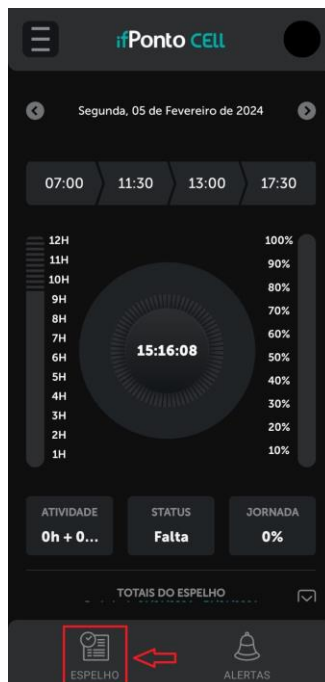 ifPonto CELL
Segunda, 05 de Fevereiro de 2024
07:00 11:30 13:00 17:30
12H 100%
11H 90%
10H 80%
9H 70%
8H 60%
7H 50%
6H 40%
5H 30%
4H 20%
3H 10%
2H
1H
15:16:08
ATIVIDADE STATUS JORNADA
0h + 0... Falta 0%
TOTAIS DO ESPELHO
ESPELHO ALERTAS